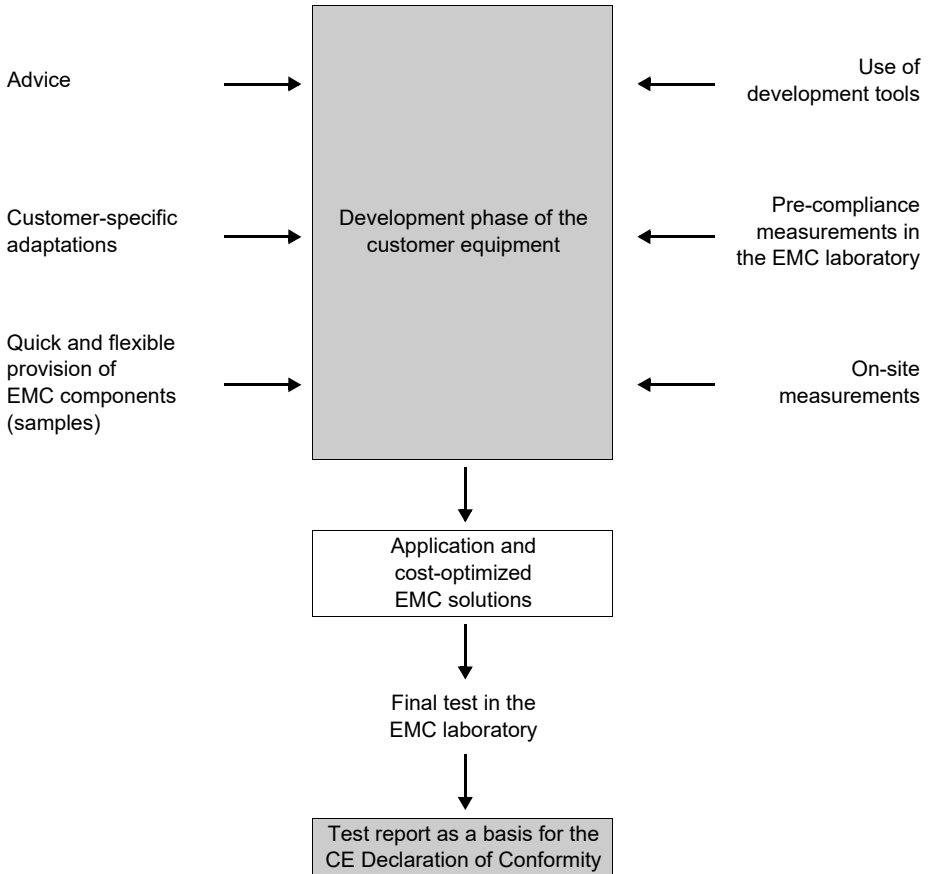 Advice
Use of
development tools
Customer-specific
adaptations
Development phase of the
customer equipment
Pre-compliance
measurements in
the EMC laboratory
Quick and flexible
provision of
EMC components
(samples)
On-site
measurements
Application and
cost-optimized
EMC solutions
Final test in the
EMC laboratory
Test report as a basis for the
CE Declaration of Conformity